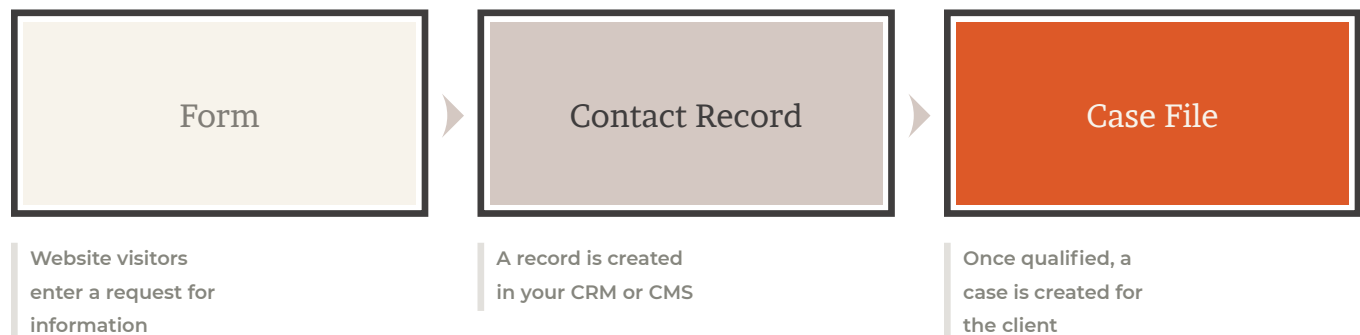 Form
Contact Record
Case File
Website visitors
enter a request for
information
A record is created
in your CRM or CMS
Once qualified, a
case is created for
the client